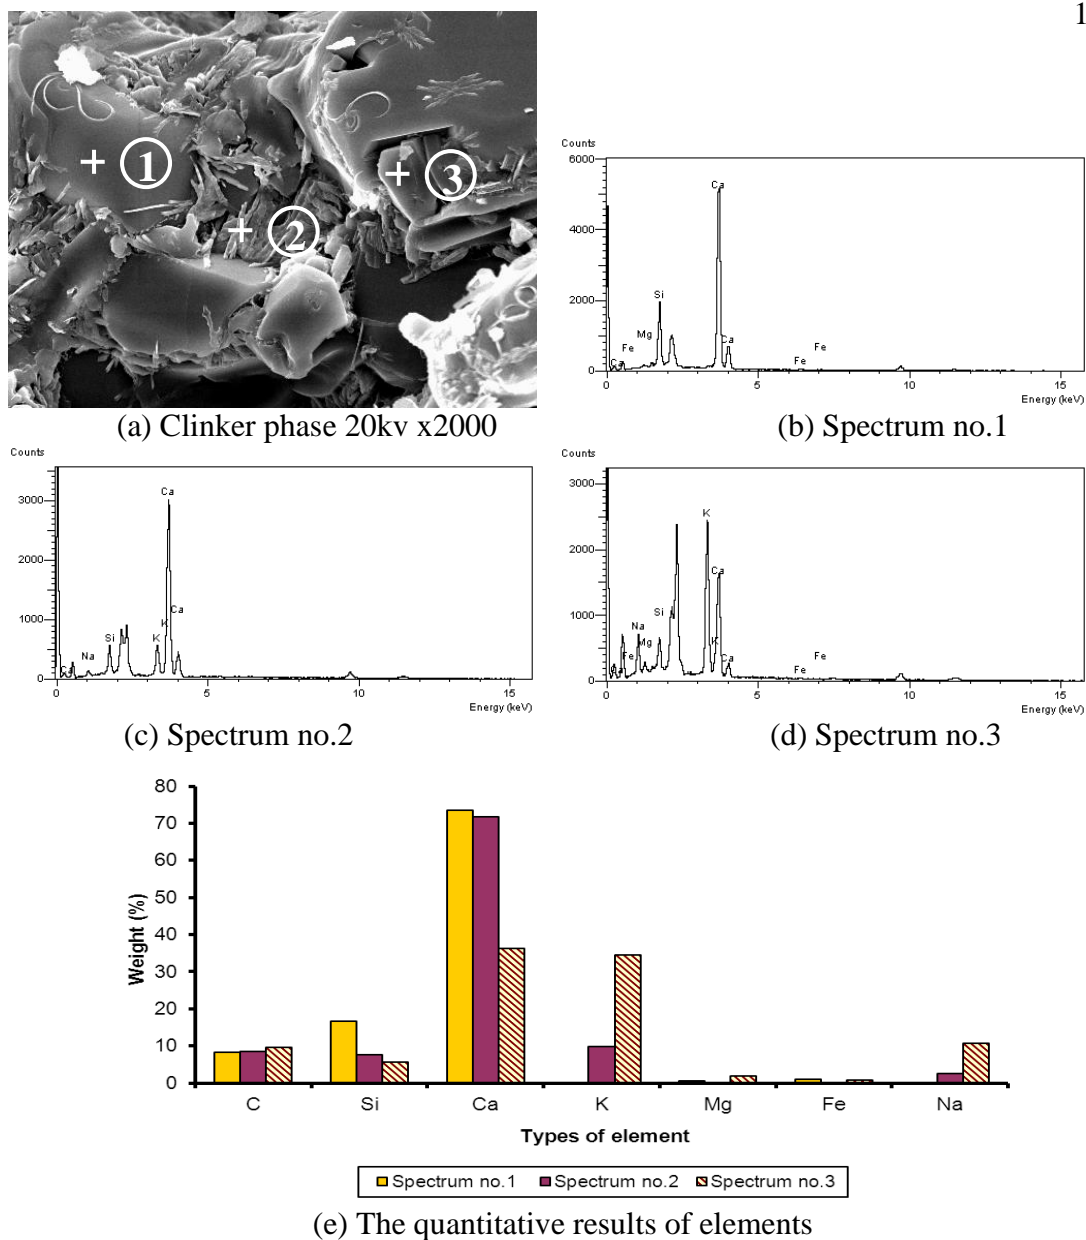 1
+ 1
+ 2
+ 3
(a) Clinker phase 20kv x2000
Counts
6000
4000
2000
0
Ca
Si
Ca
Mg
Fe
Ca
Fe
Fe
0
5
10
15
Energy (keV)
(b) Spectrum no.1
Counts
3000
2000
1000
0
Ca
K
Ca
Si
K
Na
Ca
0
5
10
15
Energy (keV)
(c) Spectrum no.2
Counts
3000
2000
1000
0
K
Ca
Si
Na
Mg
K
Fe
Ca
Ca
Fe
Fe
0
5
10
15
Energy (keV)
(d) Spectrum no.3
80
70
60
50
40
30
20
10
0
Weight (%)
C Si Ca K Mg Fe Na
Types of element
Spectrum no.1 Spectrum no.2 Spectrum no.3
(e) The quantitative results of elements